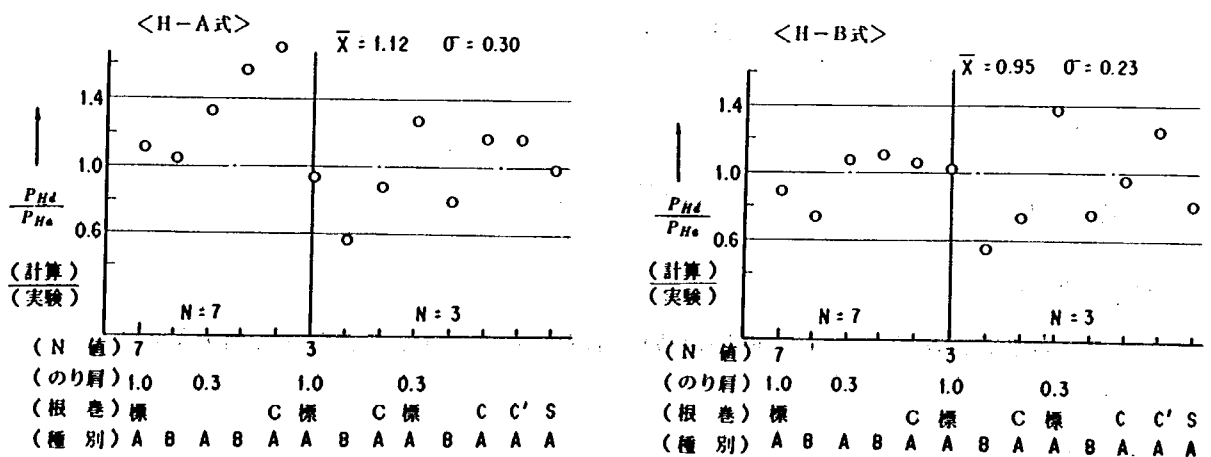 <H-A式>
X̄ = 1.12 σ = 0.30
1.4
1.0
0.6
PHd
PHa
(計算)
(実験)
N=7 N=3
(N 値) 7 3
(のり肩) 1.0 0.3 1.0 0.3
(根巻) 標 C 標 C 標 C C' S
(種別) A B A B A A B A A B A A A
<H-B式>
X̄ = 0.95 σ = 0.23
1.4
1.0
0.6
PHd
PHa
(計算)
(実験)
N=7 N=3
(N 値) 7 3
(のり肩) 1.0 0.3 1.0 0.3
(根巻) 標 C 標 C 標 C C' S
(種別) A B A B A A B A A B A A A